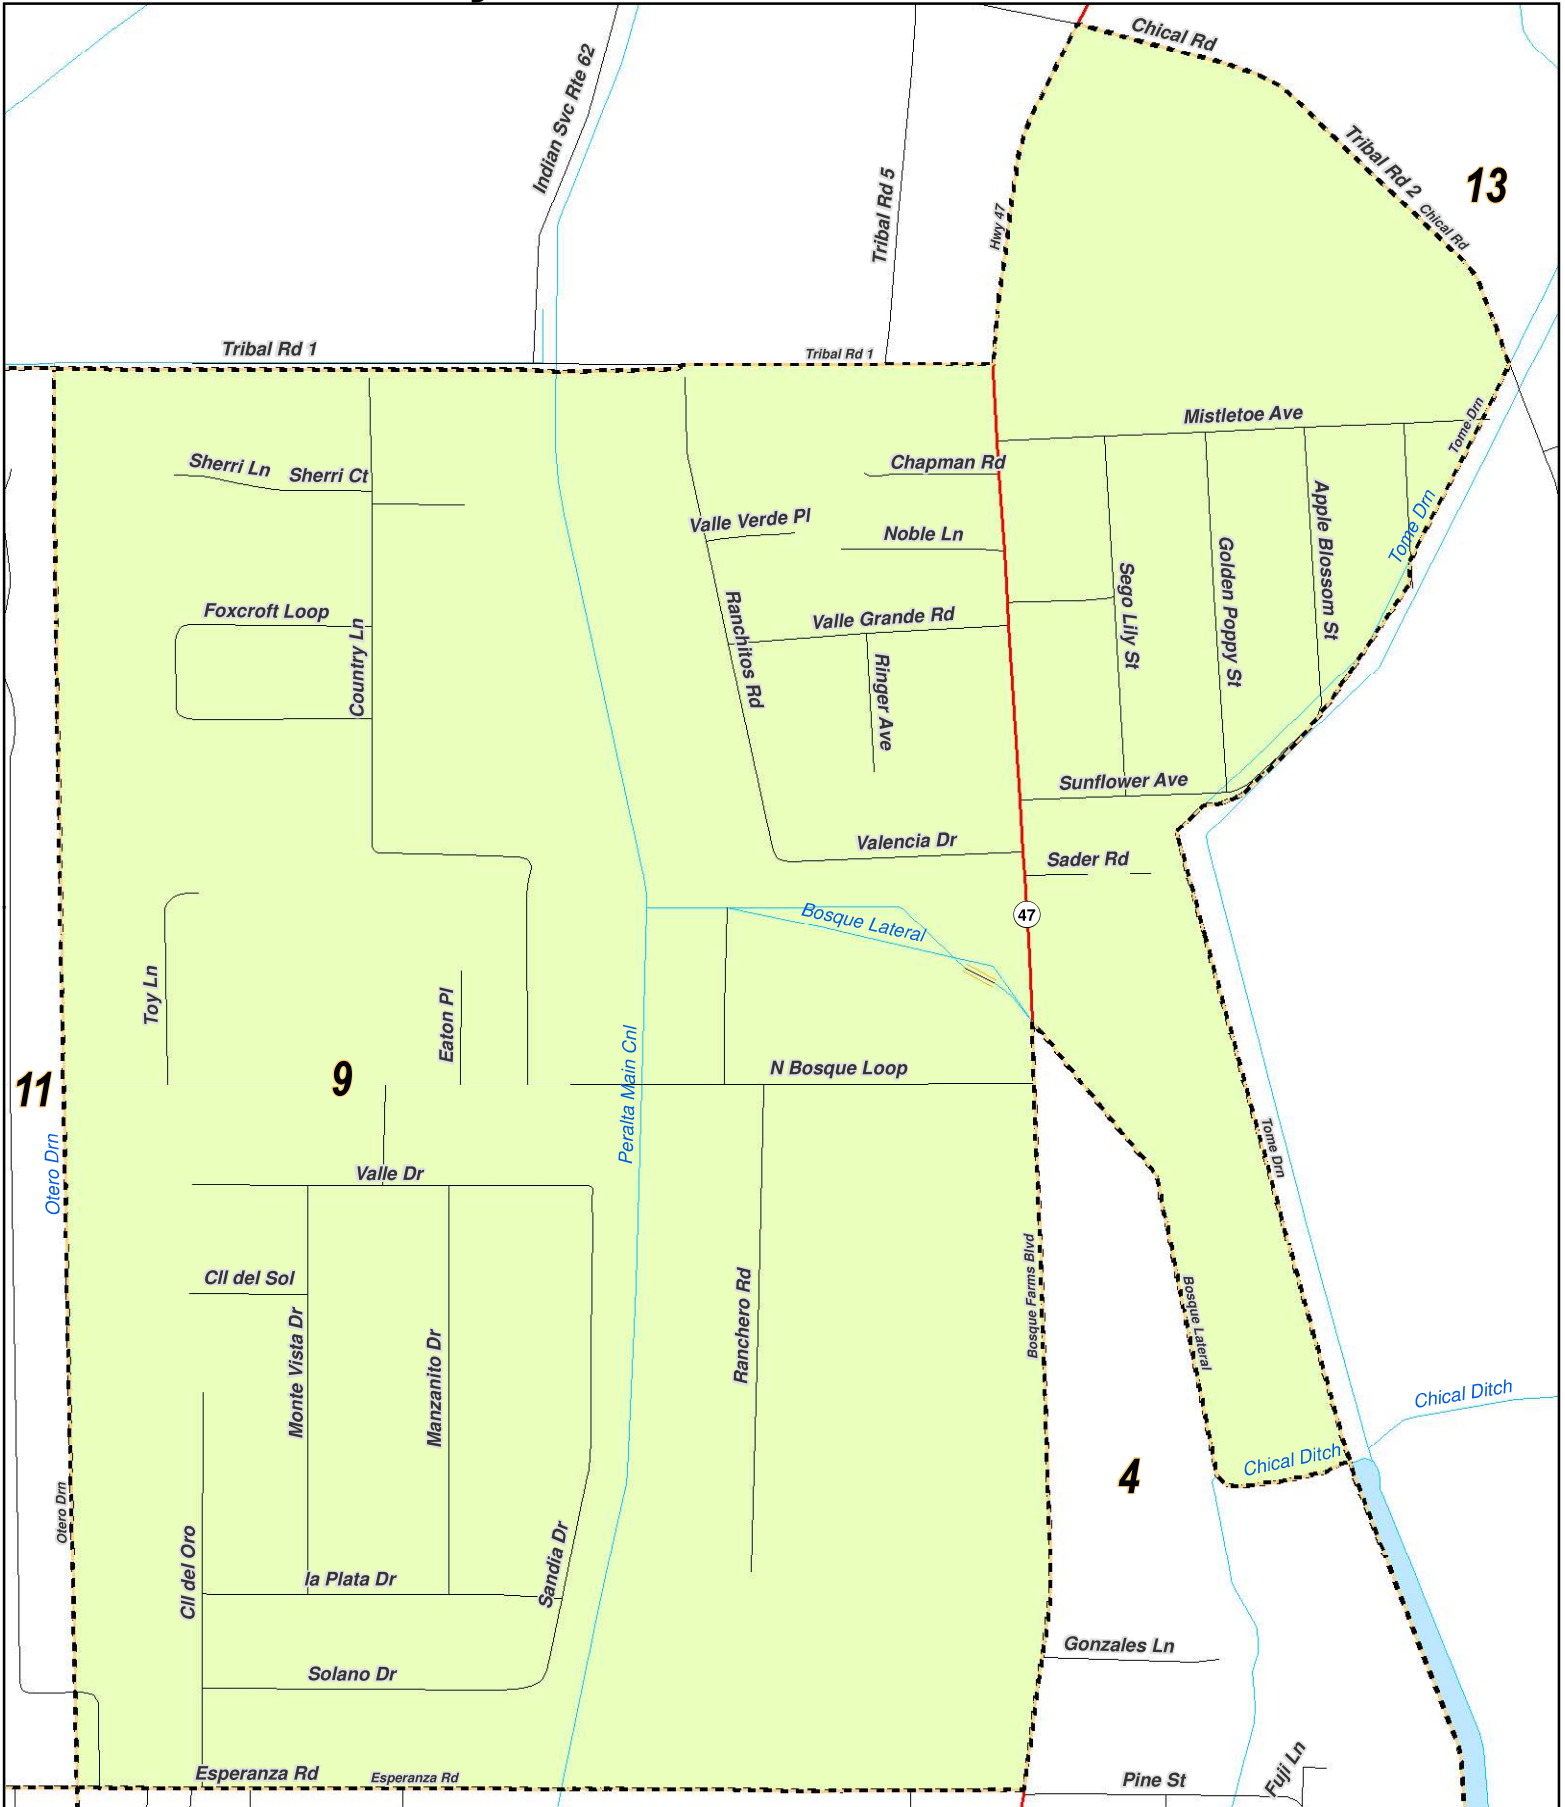 Chical Rd
Indian Svc Rte 62
Tribal Rd 2
13
Tribal Rd 5
Chical Rd
Hwy 47
Tribal Rd 1
Tribal Rd 1
Mistletoe Ave
Tome Drn
Sherri Ln
Sherri Ct
Chapman Rd
Valle Verde Pl
Noble Ln
Tome Drn
Apple Blossom St
Golden Poppy St
Sego Lily St
Foxcroft Loop
Country Ln
Ranchitos Rd
Valle Grande Rd
Ringer Ave
Sunflower Ave
Valencia Dr
Sader Rd
47
Bosque Lateral
Toy Ln
Eaton Pl
Peralta Main Cnl
N Bosque Loop
11
9
Otero Drn
Tome Drn
Valle Dr
Cll del Sol
Monte Vista Dr
Manzanito Dr
Ranchero Rd
Bosque Farms Blvd
Bosque Lateral
Chical Ditch
Chical Ditch
4
Otero Drn
Cll del Oro
la Plata Dr
Sandia Dr
Gonzales Ln
Solano Dr
Esperanza Rd
Esperanza Rd
Pine St
Fuji Ln